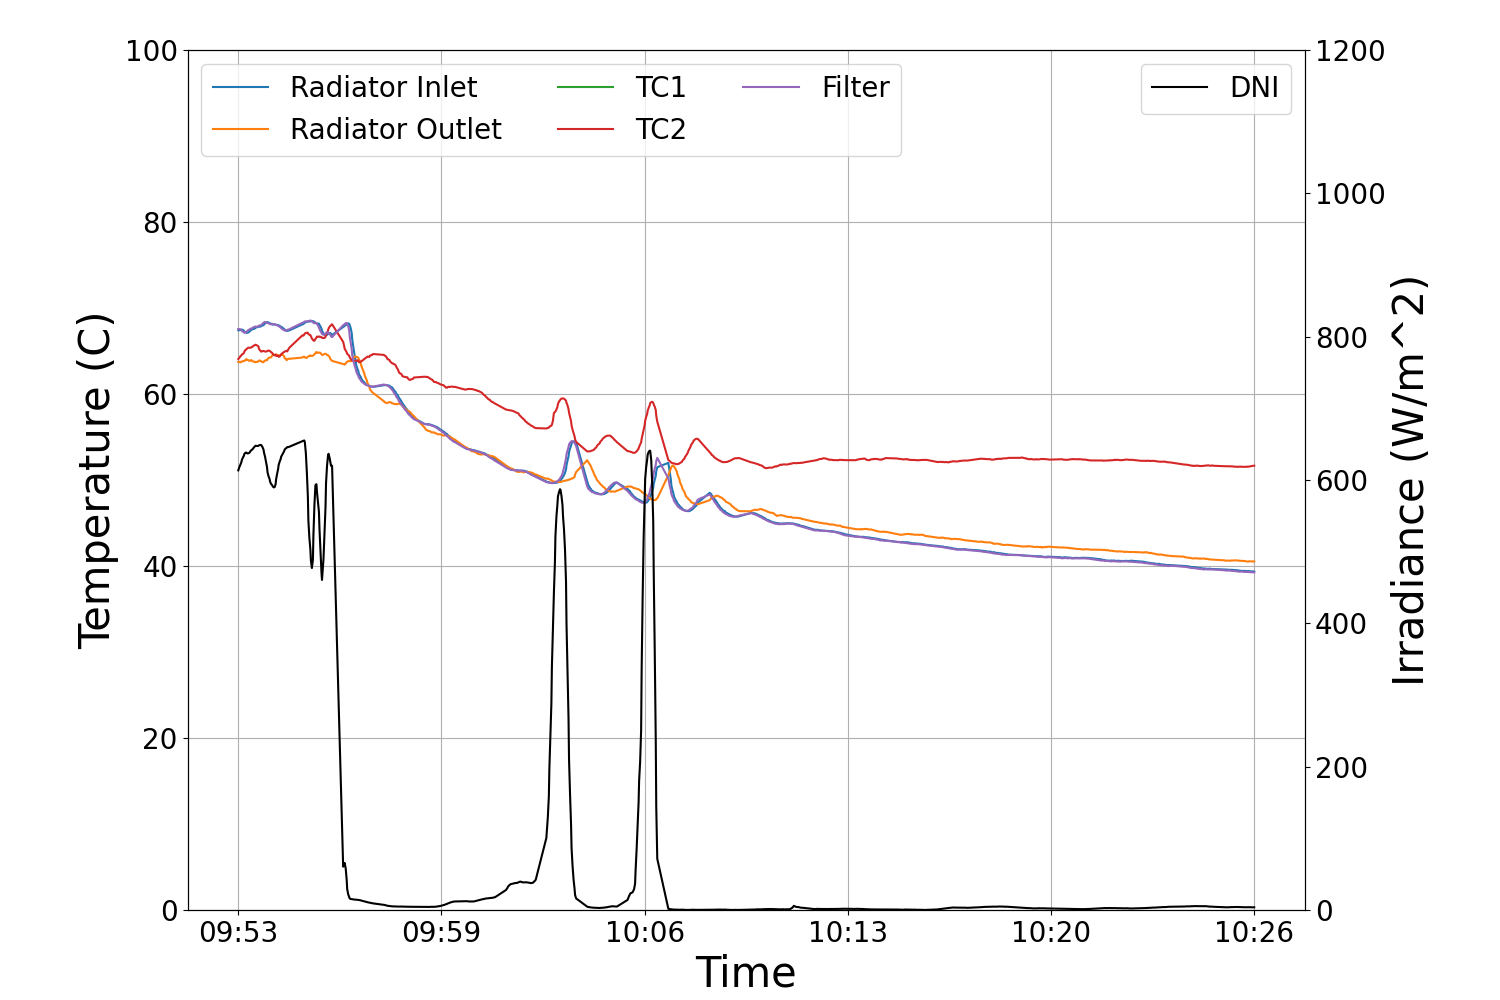 Radiator Inlet
Radiator Outlet
TC1
TC2
Filter
DNI
100
80
60
40
20
0
Temperature (C)
1200
1000
800
600
400
200
0
Irradiance (W/m^2)
09:53 09:59 10:06 10:13 10:20 10:26
Time